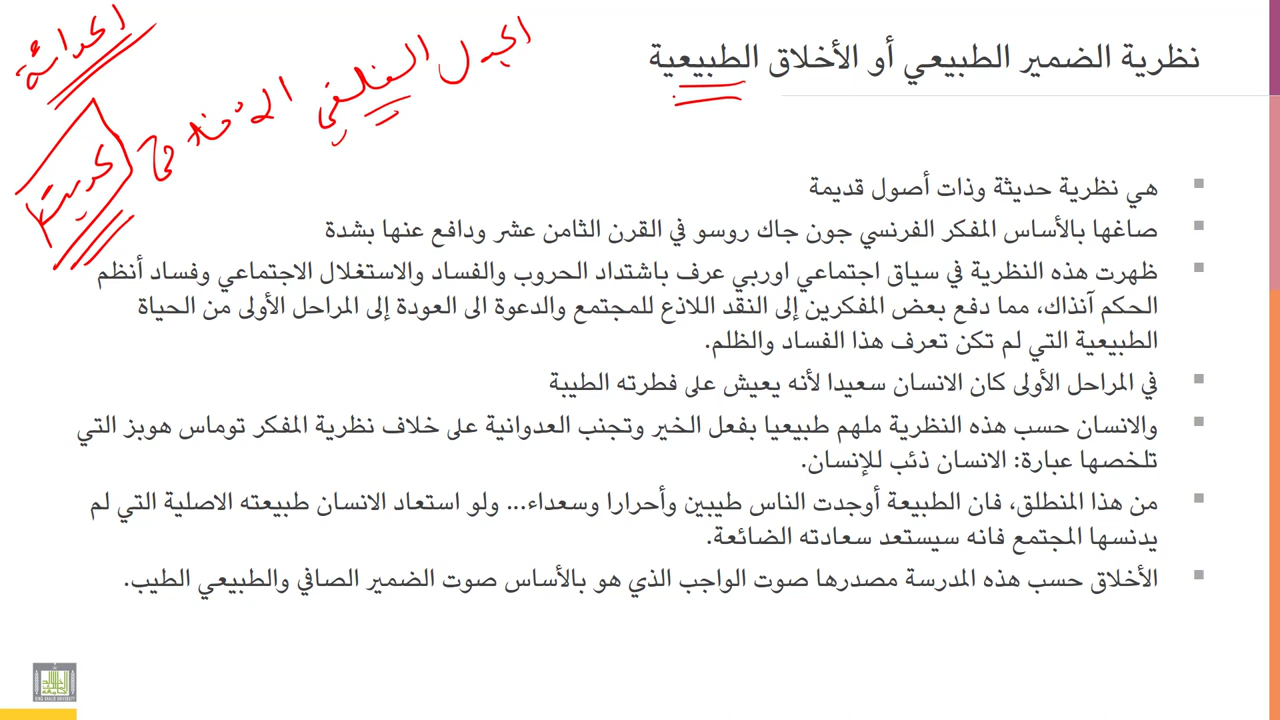 نظرية الضمير الطبيعي أو الأخلاق الطبيعية
الحداثة
الجدل الفلسفي الأخلاقي
هي نظرية حديثة وذات أصول قديمة
صاغها بالأساس المفكر الفرنسي جون جاك روسو في القرن الثامن عشر ودافع عنها بشدة
ظهرت هذه النظرية في سياق اجتماعي اوربي عرف باشتداد الحروب والفساد والاستغلال الاجتماعي وفساد أنظم
الحكم آنذاك، مما دفع بعض المفكرين إلى النقد اللاذع للمجتمع والدعوة الى العودة إلى المراحل الأولى من الحياة
الطبيعية التي لم تكن تعرف هذا الفساد والظلم.
في المراحل الأولى كان الانسان سعيدا لأنه يعيش على فطرته الطيبة
والانسان حسب هذه النظرية ملهم طبيعيا بفعل الخير وتجنب العدوانية على خلاف نظرية المفكر توماس هوبز التي
تلخصها عبارة: الانسان ذئب للإنسان.
من هذا المنطلق، فان الطبيعة أوجدت الناس طيبين وأحرارا وسعداء... ولو استعاد الانسان طبيعته الاصلية التي لم
يدنسها المجتمع فانه سيستعد سعادته الضائعة.
الأخلاق حسب هذه المدرسة مصدرها صوت الواجب الذي هو بالأساس صوت الضمير الصافي والطبيعي الطيب.